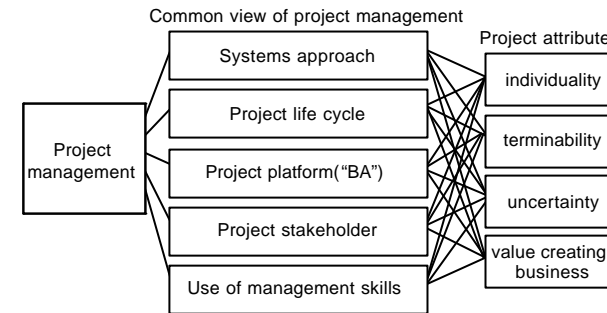 Common view of project management
Project attribute
Systems approach
individuality
Project life cycle
Project
management
terminability
Project platform("BA")
uncertainty
Project stakeholder
value creating
business
Use of management skills